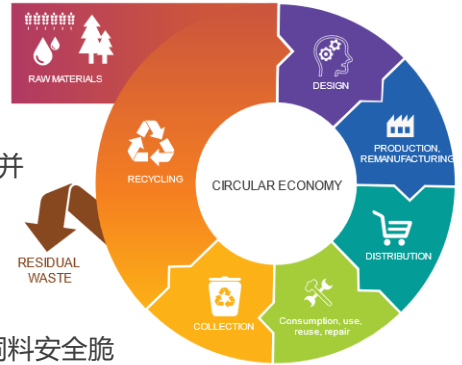 RAW MATERIALS
DESIGN
PRODUCTION,
REMANUFACTURING
并
RECYCLING
CIRCULAR ECONOMY
DISTRIBUTION
RESIDUAL
WASTE
COLLECTION
Consumption, use,
reuse, repair
饲料安全脆